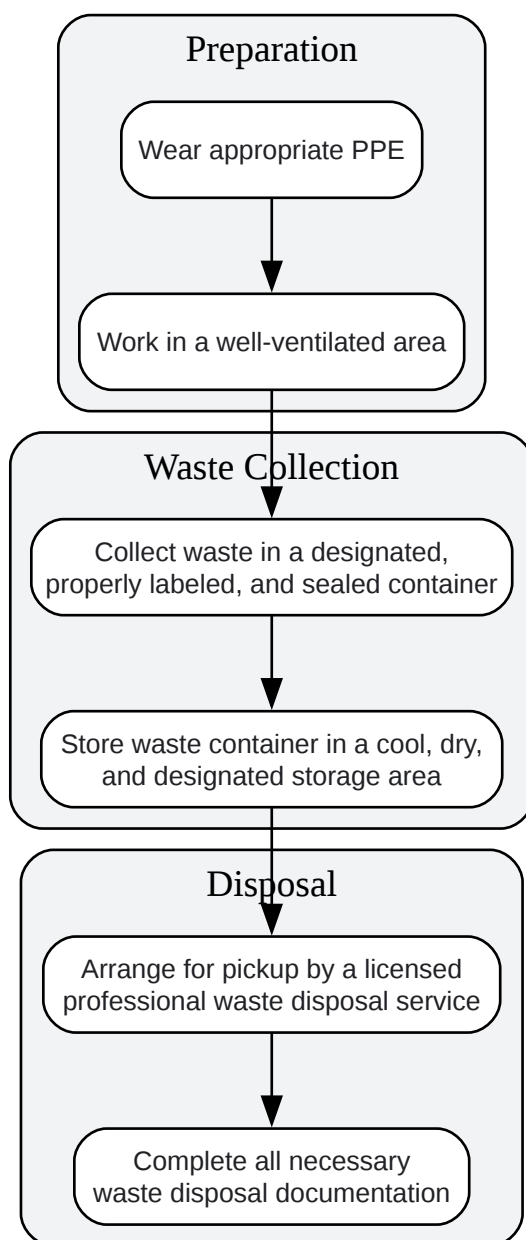 Preparation
Wear appropriate PPE
Work in a well-ventilated area
Waste Collection
Collect waste in a designated,
properly labeled, and sealed container
Store waste container in a cool, dry,
and designated storage area
Disposal
Arrange for pickup by a licensed
professional waste disposal service
Complete all necessary
waste disposal documentation